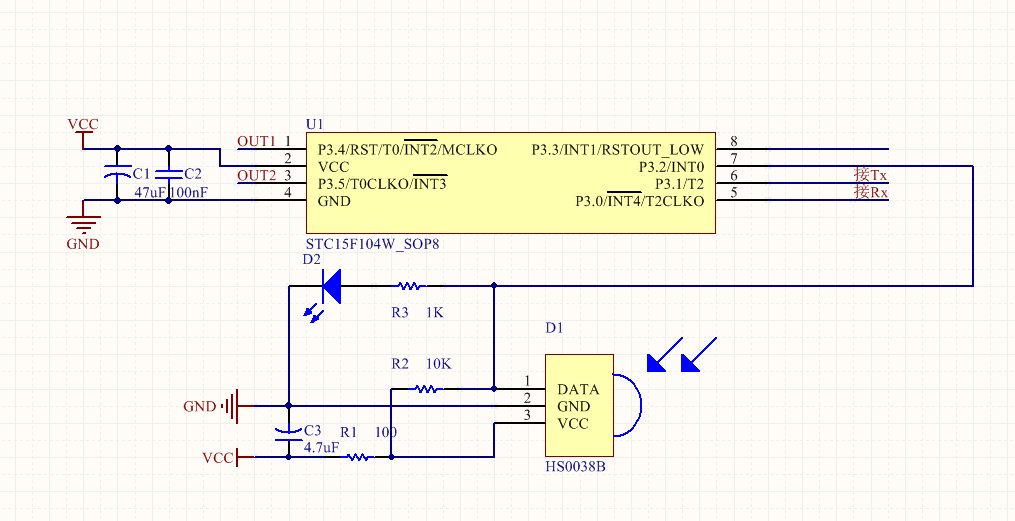 VCC
U1
OUT1 1
P3.4/RST/T0/INT2/MCLKO
P3.3/INT1/RSTOUT_LOW
8
2
VCC
P3.2/INT0
7
OUT2 3
P3.5/T0CLKO/INT3
P3.1/T2
6
接Tx
4
GND
P3.0/INT4/T2CLKO
5
接Rx
C1
47uF
C2
100nF
GND
STC15F104W_SOP8
D2
R3 1K
D1
R2 10K
1
DATA
2
GND
3
VCC
GND
C3
4.7uF
R1 100
VCC
HS0038B